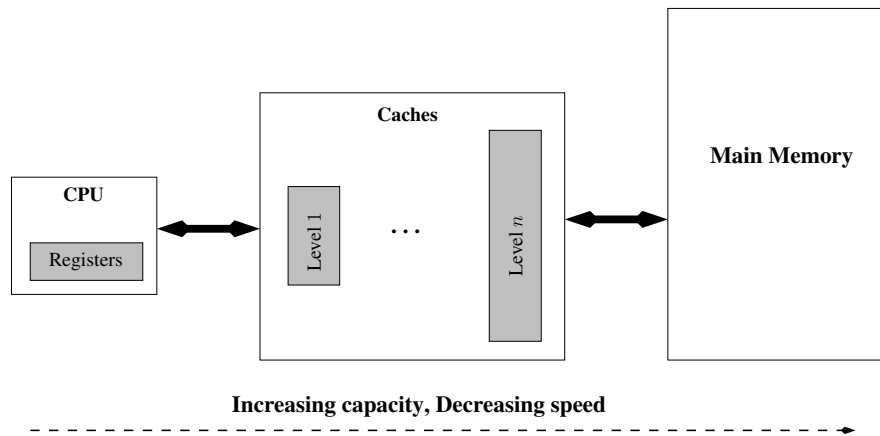 CPU
Registers
Caches
Level 1
...
Level n
Main Memory
Increasing capacity, Decreasing speed